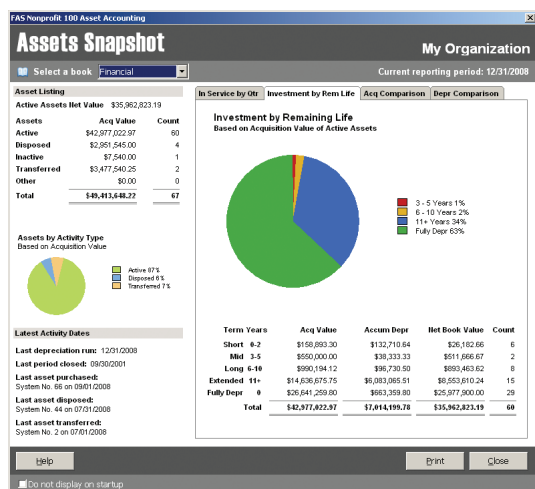 FAS Nonprofit 100 Asset Accounting
Assets Snapshot
My Organization
Select a book Financial
Current reporting period: 12/31/2008
Asset Listing
Active Assets Net Value $35,962,823.19
Assets Acq Value Count
Active $42,977,022.97 60
Disposed $2,951,545.00 4
Inactive $7,540.00 1
Transferred $3,477,540.25 2
Other $0.00 0
Total $49,413,648.22 67
Assets by Activity Type
Based on Acquisition Value
Active 87%
Disposed 6%
Transferred 7%
Latest Activity Dates
Last depreciation run: 12/31/2008
Last period closed: 09/30/2001
Last asset purchased:
System No. 66 on 09/01/2008
Last asset disposed:
System No. 44 on 07/31/2008
Last asset transferred:
System No. 2 on 07/01/2008
In Service by Qtr Investment by Rem Life Acq Comparison Depr Comparison
Investment by Remaining Life
Based on Acquisition Value of Active Assets
3 - 5 Years 1%
6 - 10 Years 2%
11+ Years 34%
Fully Depr 63%
Term Years Acq Value Accum Depr Net Book Value Count
Short 0-2 $158,893.30 $132,710.64 $26,182.66 6
Mid 3-5 $550,000.00 $38,333.33 $511,666.67 2
Long 6-10 $990,194.12 $96,730.50 $893,463.62 8
Extended 11+ $14,636,675.75 $6,083,065.51 $8,553,610.24 15
Fully Depr 0 $26,641,259.80 $663,359.80 $25,977,900.00 29
Total $42,977,022.97 $7,014,199.78 $35,962,823.19 60
Help Print Close
Do not display on startup